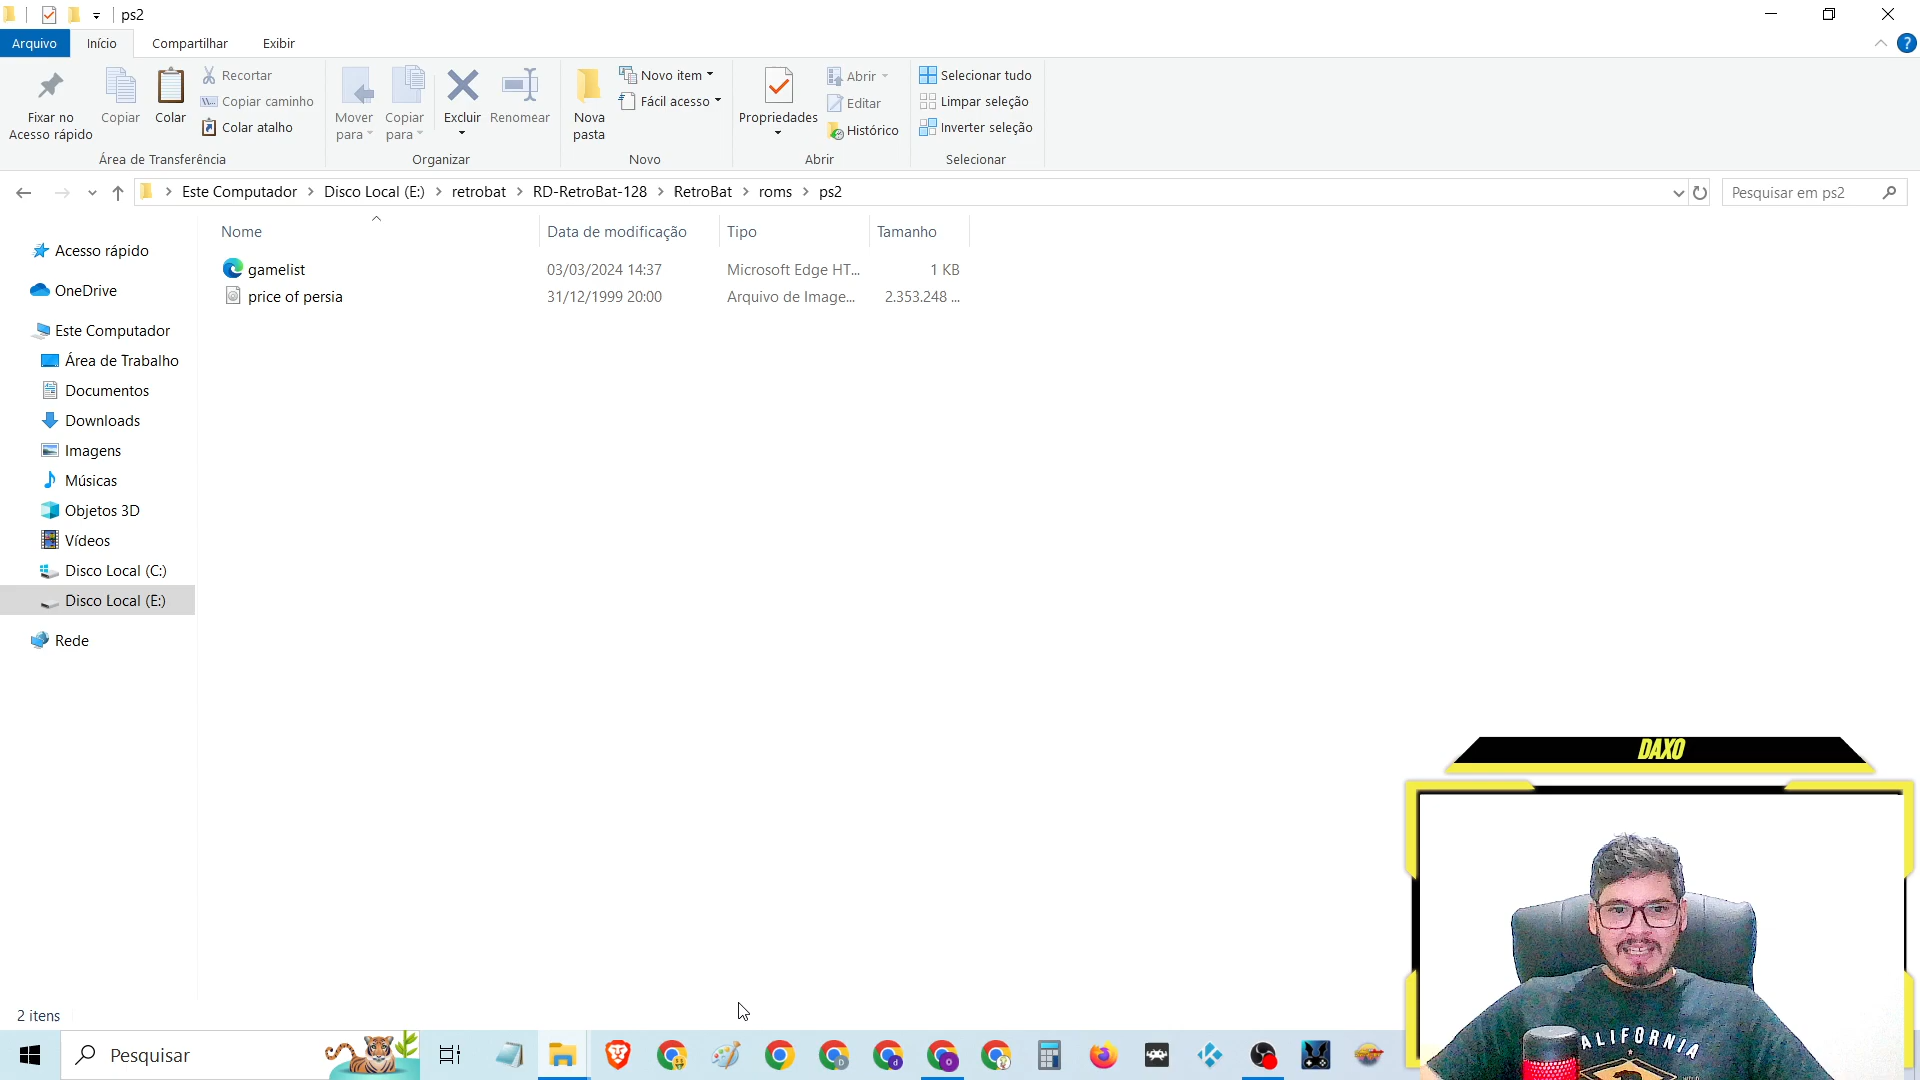 ps2
Arquivo Início Compartilhar Exibir
Fixar no
Acesso rápido
Copiar
Colar
Recortar
Copiar caminho
Colar atalho
Área de Transferência
Mover
para
Copiar
para
Excluir
Renomear
Organizar
Nova
pasta
Novo item
Fácil acesso
Novo
Propriedades
Abrir
Editar
Histórico
Abrir
Selecionar tudo
Limpar seleção
Inverter seleção
Selecionar
Este Computador > Disco Local (E:) > retrobat > RD-RetroBat-128 > RetroBat > roms > ps2
Pesquisar em ps2
Nome Data de modificação Tipo Tamanho
gamelist 03/03/2024 14:37 Microsoft Edge HT... 1 KB
price of persia 31/12/1999 20:00 Arquivo de Image... 2.353.248 ...
Acesso rápido
OneDrive
Este Computador
Área de Trabalho
Documentos
Downloads
Imagens
Músicas
Objetos 3D
Vídeos
Disco Local (C:)
Disco Local (E:)
Rede
DAXO
ALIFORNIA
2 itens
Pesquisar